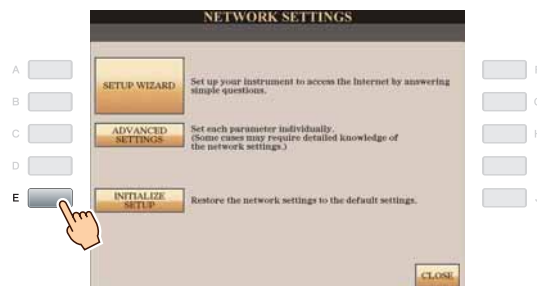 NETWORK SETTINGS
A
B
C
D
E
SETUP WIZARD
Set up your instrument to access the Internet by answering
simple questions.
ADVANCED
SETTINGS
Set each parameter individually.
(Some cases may require detailed knowledge of
the network settings.)
INITIALIZE
SETUP
Restore the network settings to the default settings.
CLOSE